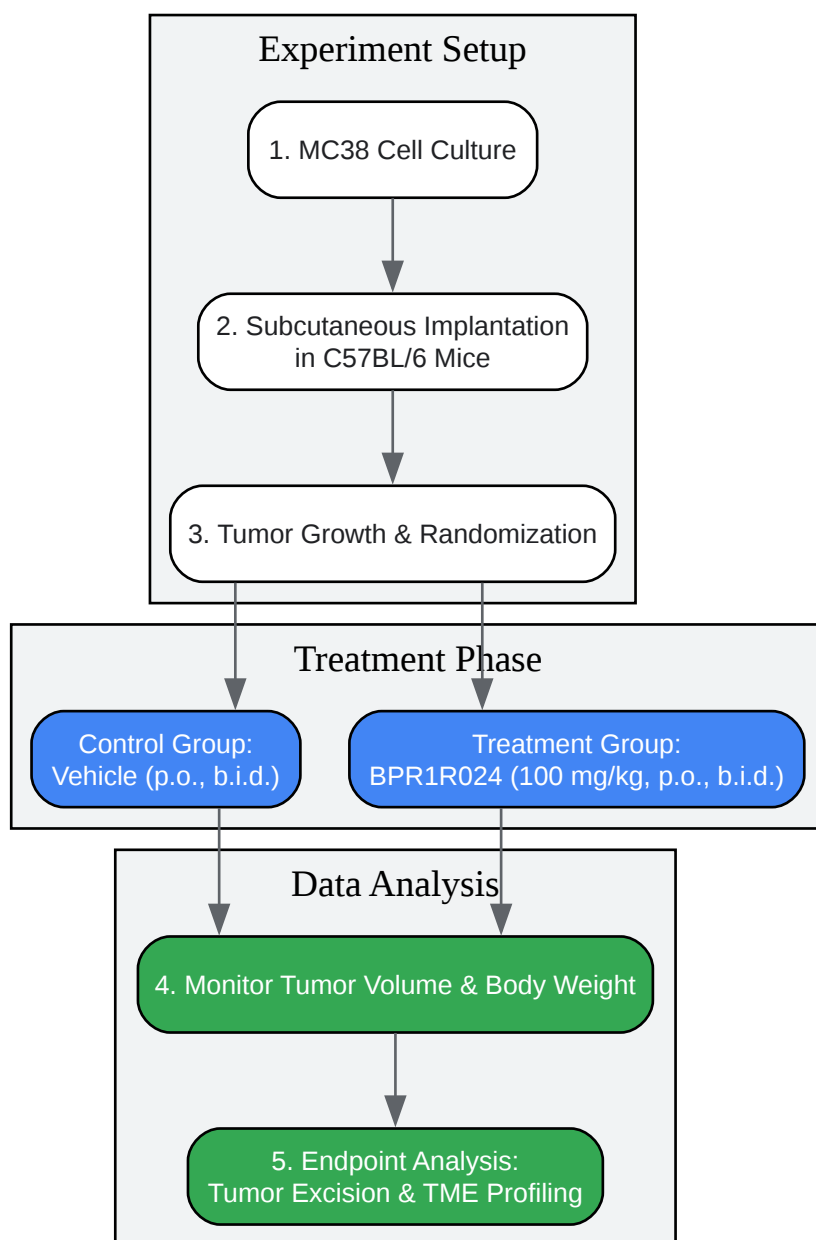 Experiment Setup
1. MC38 Cell Culture
2. Subcutaneous Implantation
in C57BL/6 Mice
3. Tumor Growth & Randomization
Treatment Phase
Control Group:
Vehicle (p.o., b.i.d.)
Treatment Group:
BPR1R024 (100 mg/kg, p.o., b.i.d.)
Data Analysis
4. Monitor Tumor Volume & Body Weight
5. Endpoint Analysis:
Tumor Excision & TME Profiling